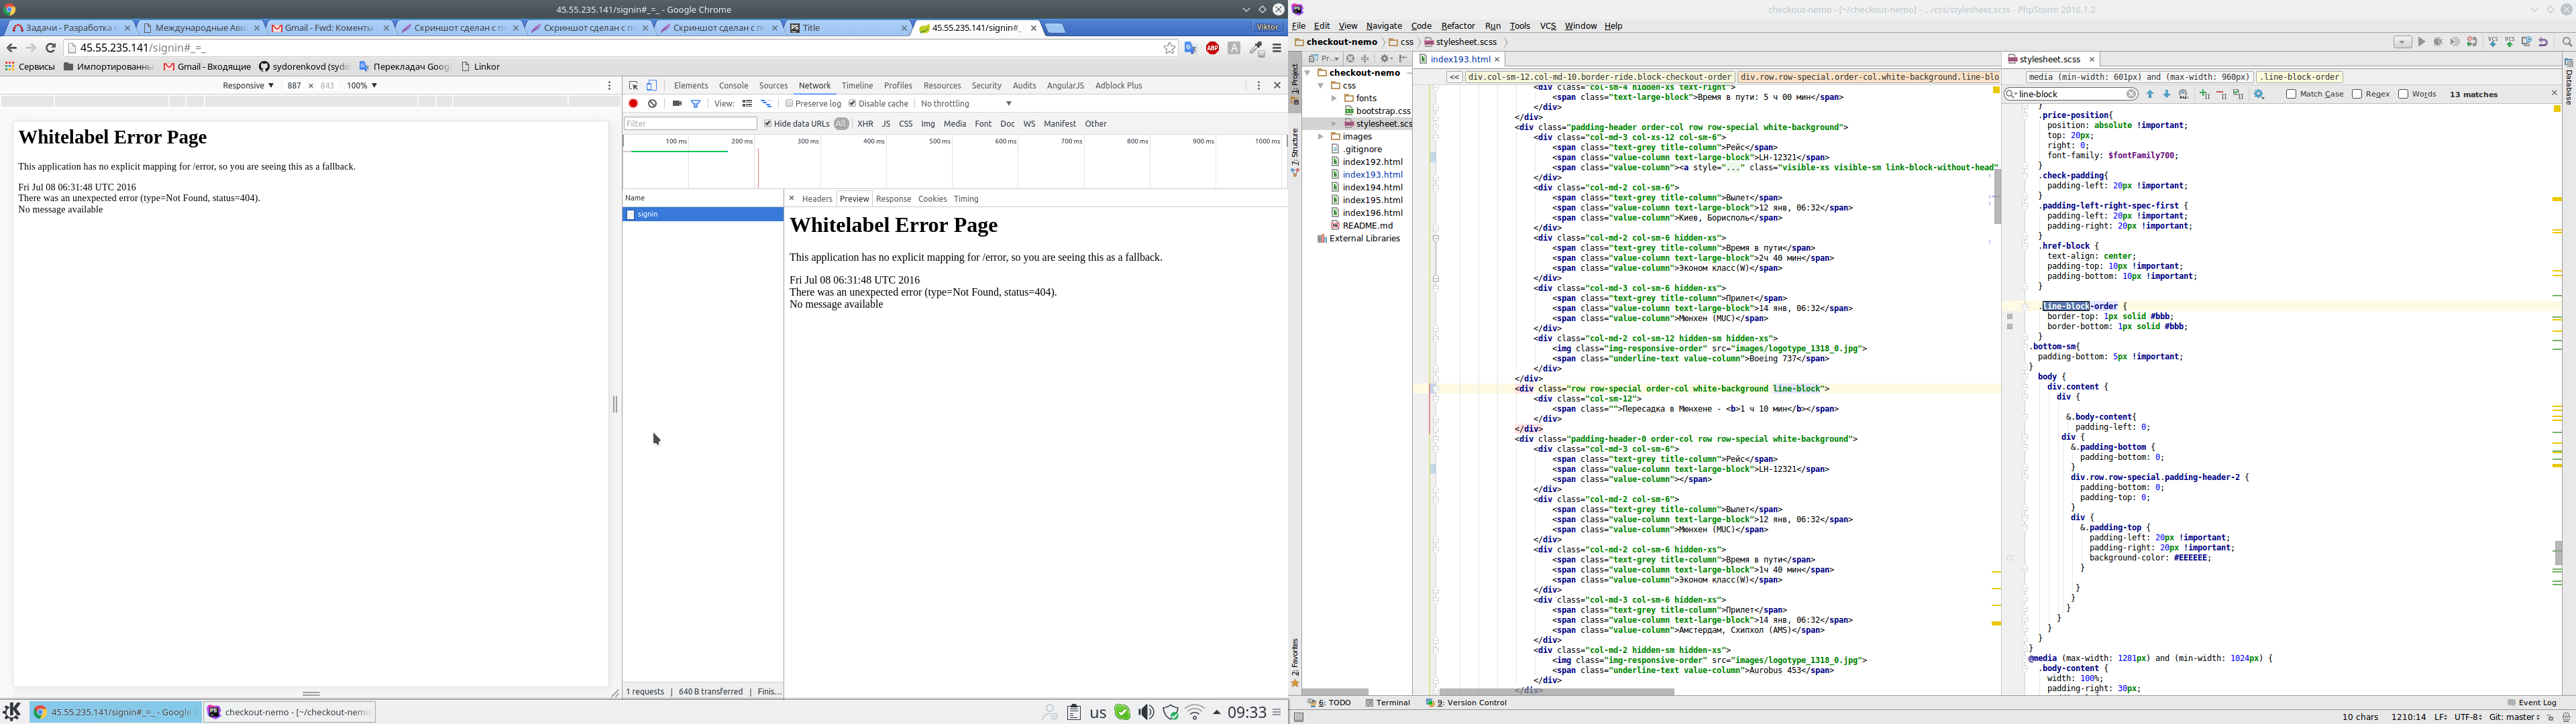 45.55.235.141/signin#_=_ - Google Chrome
Задачи - Разработка с
Международные Ави
Gmail - Fwd: Коменты
Скриншот сделан с по
Скриншот сделан с по
Скриншот сделан с по
Title
45.55.235.141/signin#_
Viktor
45.55.235.141/signin#_=_
Сервисы
Импортированн
Gmail - Входящие
sydorenkovd (sydo
Перекладач Goog
Linkor
Responsive
887 × 843
100%
Whitelabel Error Page
This application has no explicit mapping for /error, so you are seeing this as a fallback.
Fri Jul 08 06:31:48 UTC 2016
There was an unexpected error (type=Not Found, status=404).
No message available
Elements Console Sources Network Timeline Profiles Resources Security Audits AngularJS Adblock Plus
View: Preserve log Disable cache No throttling
Filter Hide data URLs All XHR JS CSS Img Media Font Doc WS Manifest Other
100 ms 200 ms 300 ms 400 ms 500 ms 600 ms 700 ms 800 ms 900 ms 1000 ms
Name
signin
× Headers Preview Response Cookies Timing
Whitelabel Error Page
This application has no explicit mapping for /error, so you are seeing this as a fallback.
Fri Jul 08 06:31:48 UTC 2016
There was an unexpected error (type=Not Found, status=404).
No message available
1 requests | 640 B transferred | Finis...
45.55.235.141/signin#_=_ - Google
checkout-nemo - [~/checkout-nemo
us
09:33
checkout-nemo - [~/checkout-nemo] - .../css/stylesheet.scss - PhpStorm 2016.1.2
File Edit View Navigate Code Refactor Run Tools VCS Window Help
checkout-nemo css stylesheet.scss
1: Project
7: Structure
2: Favorites
Database
Pr...
checkout-nemo
css
fonts
bootstrap.css
stylesheet.scs
images
.gitignore
index192.html
index193.html
index194.html
index195.html
index196.html
README.md
External Libraries
index193.html
<< div.col-sm-12.col-md-10.border-ride.block-checkout-order div.row.row-special.order-col.white-background.line-blo
<div class="col-sm-4 hidden-xs text-right">
<span class="text-large-block">Время в пути: 5 ч 00 мин</span>
</div>
<div class="padding-header order-col row row-special white-background">
<div class="col-md-3 col-xs-12 col-sm-6">
<span class="text-grey title-column">Рейс</span>
<span class="value-column text-large-block">LH-12321</span>
<span class="value-column"><a style="..." class="visible-xs visible-sm link-block-without-head"
</div>
<div class="col-md-2 col-sm-6">
<span class="text-grey title-column">Вылет</span>
<span class="value-column text-large-block">12 янв, 06:32</span>
<span class="value-column">Киев, Борисполь</span>
</div>
<div class="col-md-2 col-sm-6 hidden-xs">
<span class="text-grey title-column">Время в пути</span>
<span class="value-column text-large-block">2ч 40 мин</span>
<span class="value-column">Эконом класс(W)</span>
</div>
<div class="col-md-3 col-sm-6 hidden-xs">
<span class="text-grey title-column">Прилет</span>
<span class="value-column text-large-block">14 янв, 06:32</span>
<span class="value-column">Мюнхен (MUC)</span>
</div>
<div class="col-md-2 col-sm-12 hidden-sm hidden-xs">
<img class="img-responsive-order" src="images/logotype_1318_0.jpg">
<span class="underline-text value-column">Boeing 737</span>
</div>
</div>
<div class="row row-special order-col white-background line-block">
<div class="col-sm-12">
<span class="">Пересадка в Мюнхене - <b>1 ч 10 мин</b></span>
</div>
</div>
<div class="padding-header-0 order-col row row-special white-background">
<div class="col-md-3 col-sm-6">
<span class="text-grey title-column">Рейс</span>
<span class="value-column text-large-block">LH-12321</span>
<span class="value-column"></span>
</div>
<div class="col-md-2 col-sm-6">
<span class="text-grey title-column">Вылет</span>
<span class="value-column text-large-block">12 янв, 06:32</span>
<span class="value-column">Мюнхен (MUC)</span>
</div>
<div class="col-md-2 col-sm-6 hidden-xs">
<span class="text-grey title-column">Время в пути</span>
<span class="value-column text-large-block">1ч 40 мин</span>
<span class="value-column">Эконом класс(W)</span>
</div>
<div class="col-md-3 col-sm-6 hidden-xs">
<span class="text-grey title-column">Прилет</span>
<span class="value-column text-large-block">14 янв, 06:32</span>
<span class="value-column">Амстердам, Схипхол (AMS)</span>
</div>
<div class="col-md-2 hidden-sm hidden-xs">
<img class="img-responsive-order" src="images/logotype_1318_0.jpg">
<span class="underline-text value-column">Aurobus 453</span>
</div>
</div>
stylesheet.scss
media (min-width: 601px) and (max-width: 960px) .line-block-order
line-block Match Case Regex Words 13 matches
}
.price-position{
position: absolute !important;
top: 20px;
right: 0;
font-family: $fontFamily700;
}
.check-padding{
padding-left: 20px !important;
}
.padding-left-right-spec-first {
padding-left: 20px !important;
padding-right: 20px !important;
}
.href-block {
text-align: center;
padding-top: 10px !important;
padding-bottom: 10px !important;
}
.line-block-order {
border-top: 1px solid #bbb;
border-bottom: 1px solid #bbb;
}
.bottom-sm{
padding-bottom: 5px !important;
}
body {
div.content {
div {
&.body-content{
padding-left: 0;
div {
&.padding-bottom {
padding-bottom: 0;
}
div.row.row-special.padding-header-2 {
padding-bottom: 0;
padding-top: 0;
}
div {
&.padding-top {
padding-left: 20px !important;
padding-right: 20px !important;
background-color: #EEEEEE;
}
}
}
}
}
}
}
}
@media (max-width: 1281px) and (min-width: 1024px) {
.body-content {
width: 100%;
padding-right: 30px;
6: TODO Terminal 9: Version Control Event Log
10 chars 1210:14 LF UTF-8 Git: master